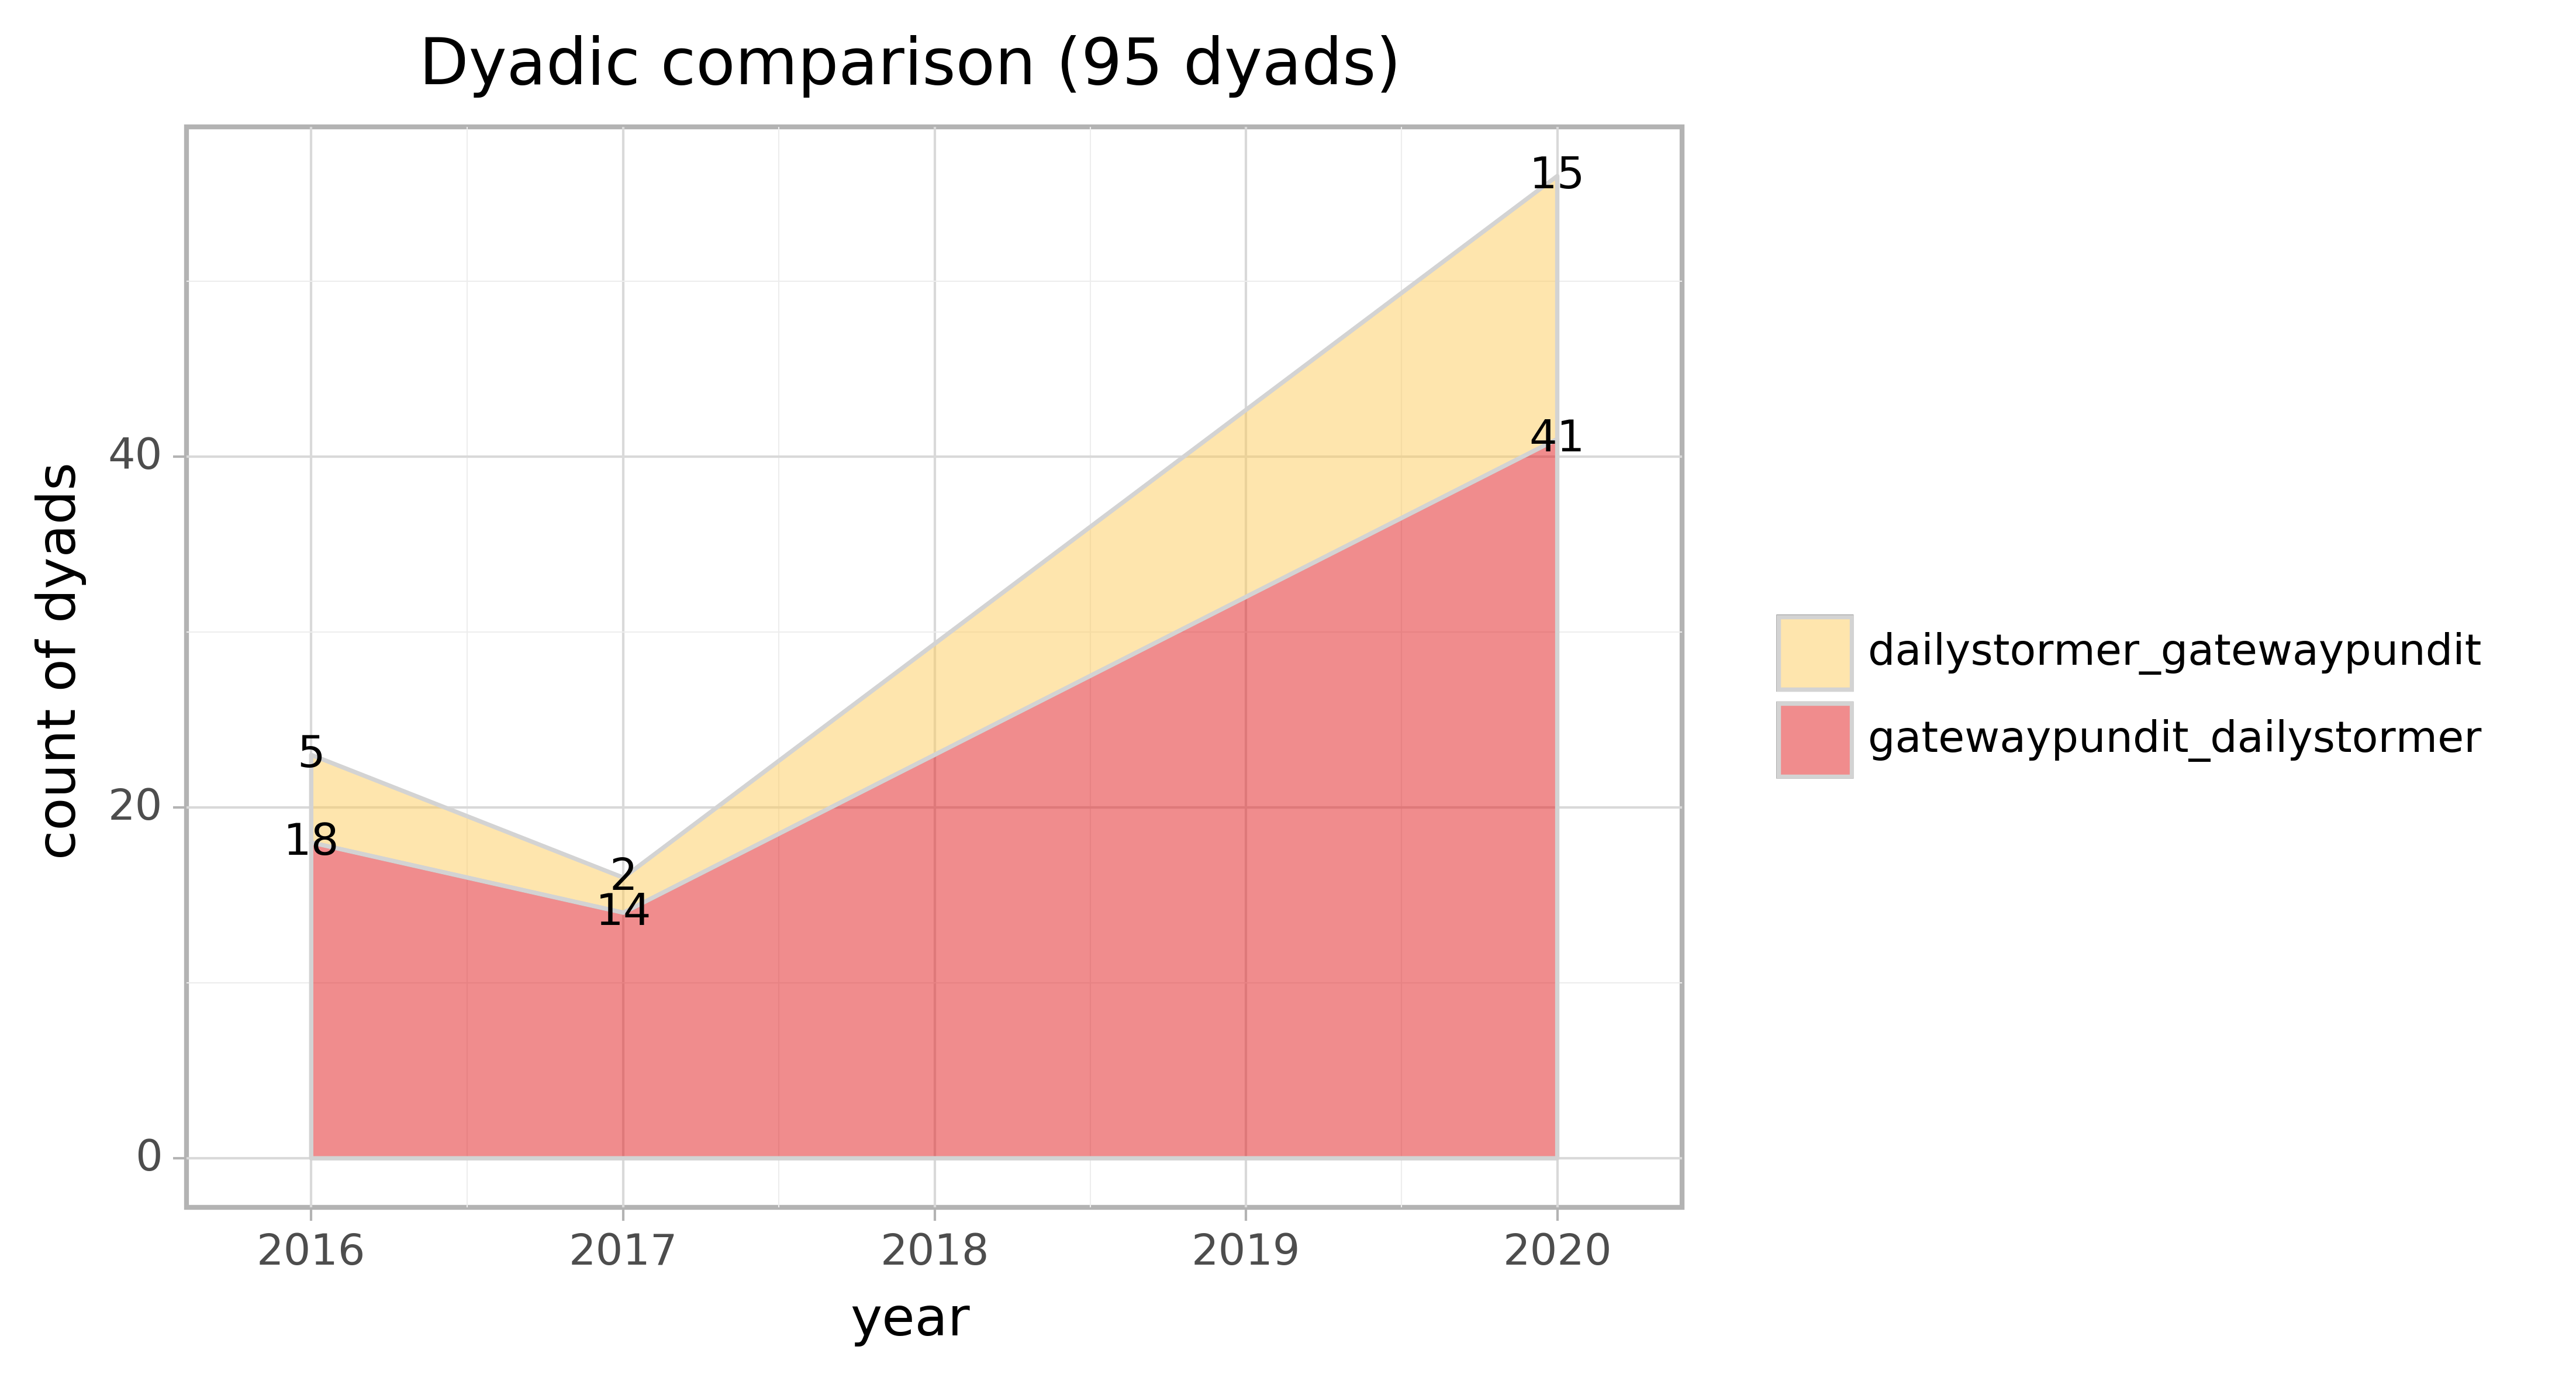 Dyadic comparison (95 dyads)
count of dyads
40
20
0
15
41
5
18
2
14
2016 2017 2018 2019 2020
year
dailystormer_gatewaypundit
gatewaypundit_dailystormer